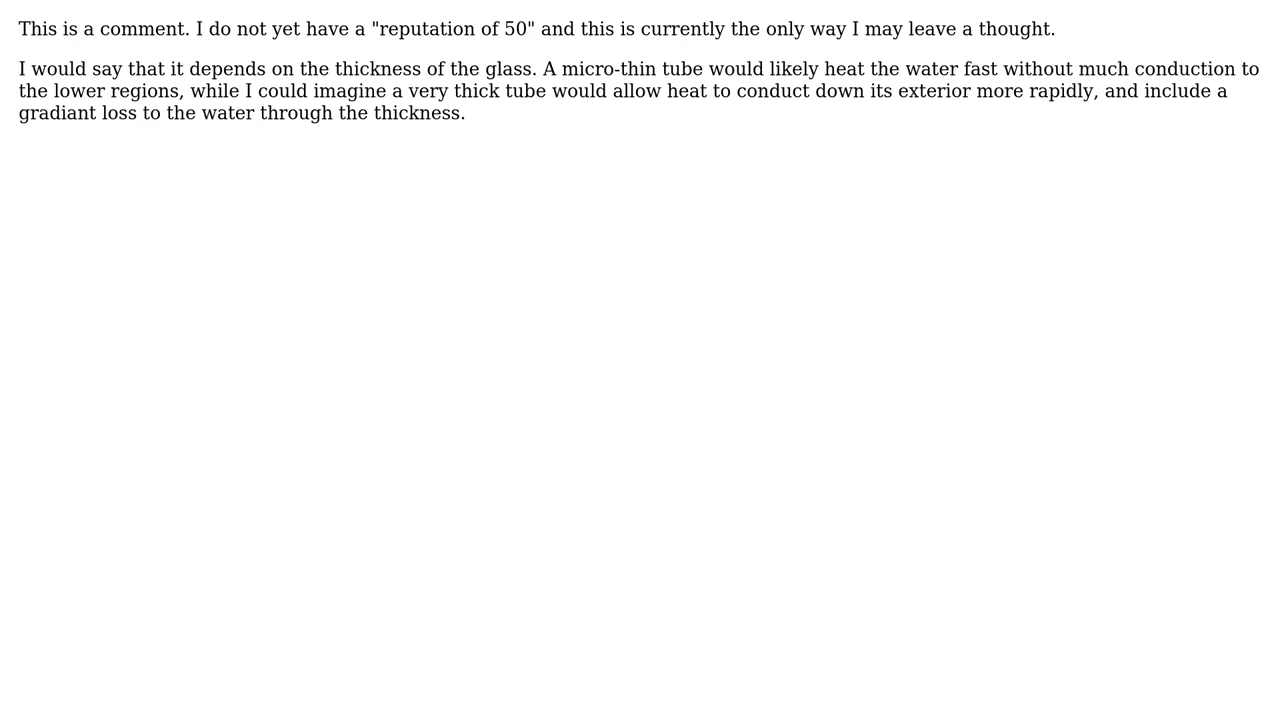 This is a comment. I do not yet have a "reputation of 50" and this is currently the only way I may leave a thought.
I would say that it depends on the thickness of the glass. A micro-thin tube would likely heat the water fast without much conduction to
the lower regions, while I could imagine a very thick tube would allow heat to conduct down its exterior more rapidly, and include a
gradiant loss to the water through the thickness.